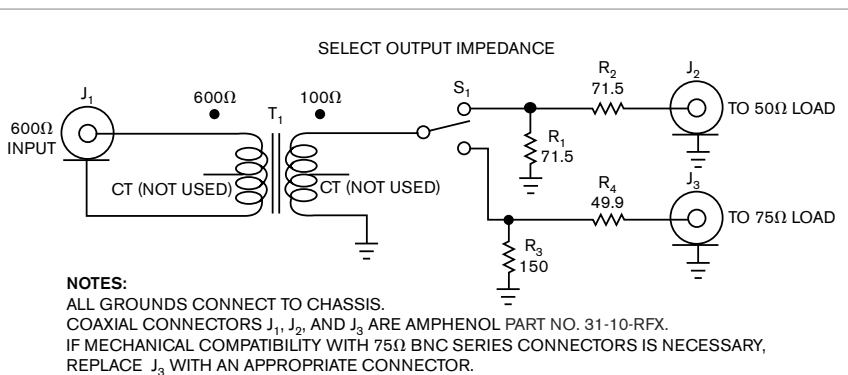 SELECT OUTPUT IMPEDANCE
J1
600Ω
INPUT
600Ω
T1
100Ω
CT (NOT USED)
CT (NOT USED)
S1
R1
71.5
R2
71.5
J2
TO 50Ω LOAD
R3
150
R4
49.9
J3
TO 75Ω LOAD
NOTES:
ALL GROUNDS CONNECT TO CHASSIS.
COAXIAL CONNECTORS J1, J2, AND J3 ARE AMPHENOL PART NO. 31-10-RFX.
IF MECHANICAL COMPATIBILITY WITH 75Ω BNC SERIES CONNECTORS IS NECESSARY,
REPLACE J3 WITH AN APPROPRIATE CONNECTOR.